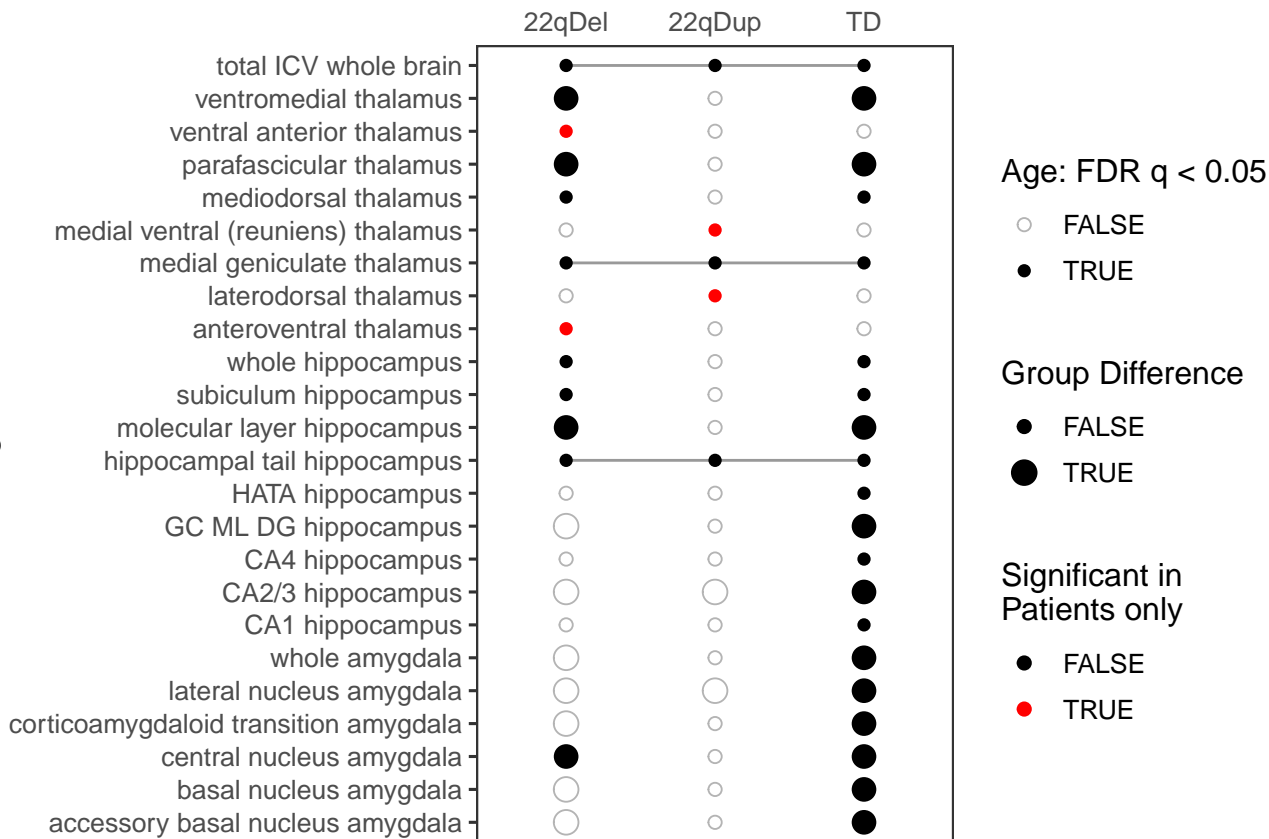 22qDel 22qDup TD
total ICV whole brain
ventromedial thalamus
ventral anterior thalamus
parafascicular thalamus
mediodorsal thalamus
medial ventral (reuniens) thalamus
medial geniculate thalamus
laterodorsal thalamus
anteroventral thalamus
whole hippocampus
subiculum hippocampus
molecular layer hippocampus
hippocampal tail hippocampus
HATA hippocampus
GC ML DG hippocampus
CA4 hippocampus
CA2/3 hippocampus
CA1 hippocampus
whole amygdala
lateral nucleus amygdala
corticoamygdaloid transition amygdala
central nucleus amygdala
basal nucleus amygdala
accessory basal nucleus amygdala
Age: FDR q < 0.05
FALSE
TRUE
Group Difference
FALSE
TRUE
Significant in
Patients only
FALSE
TRUE